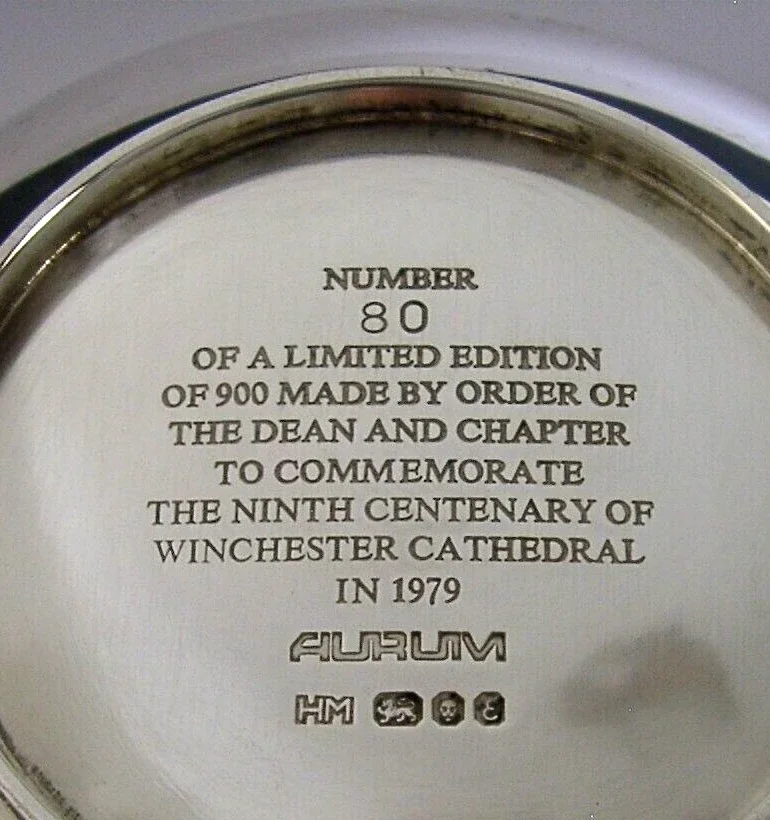 NUMBER
80
OF A LIMITED EDITION
OF 900 MADE BY ORDER OF
THE DEAN AND CHAPTER
TO COMMEMORATE
THE NINTH CENTENARY OF
WINCHESTER CATHEDRAL
IN 1979
AURUM
HM